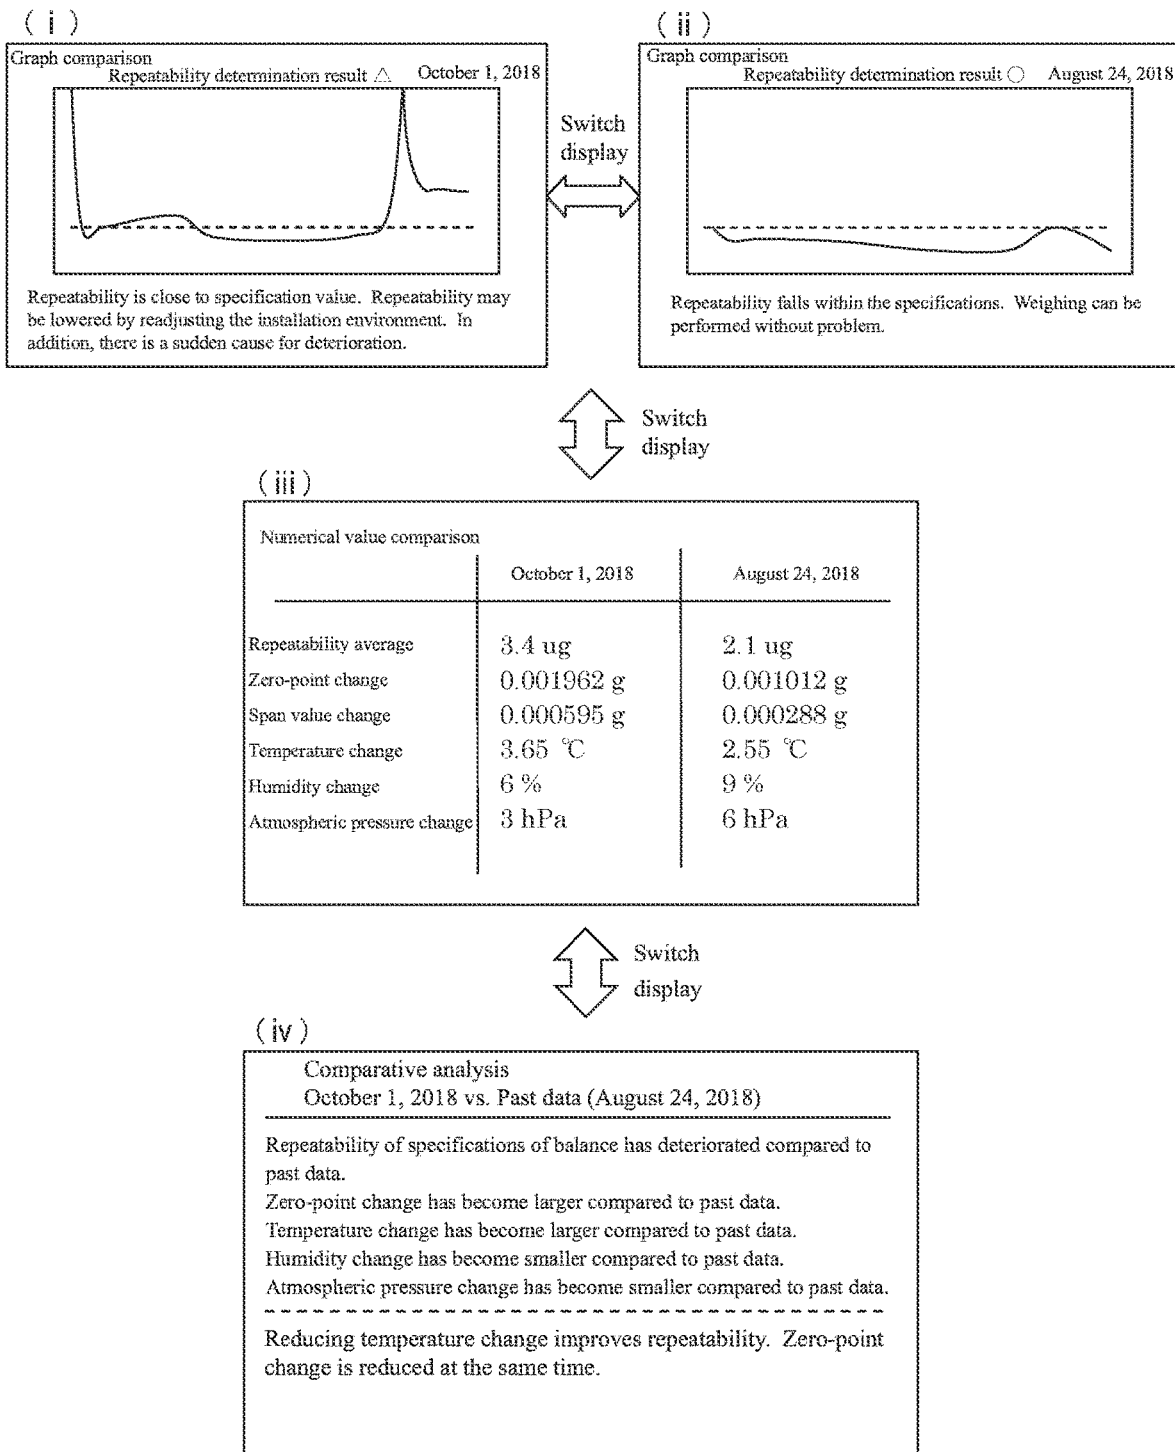 (i)
Graph comparison
Repeatability determination result △ October 1, 2018
Repeatability is close to specification value. Repeatability may
be lowered by readjusting the installation environment. In
addition, there is a sudden cause for deterioration.
Switch
display
(ii)
Graph comparison
Repeatability determination result ○ August 24, 2018
Repeatability falls within the specifications. Weighing can be
performed without problem.
Switch
display
(iii)
Numerical value comparison
October 1, 2018 August 24, 2018
Repeatability average 3.4 ug 2.1 ug
Zero-point change 0.001962 g 0.001012 g
Span value change 0.000595 g 0.000288 g
Temperature change 3.65 ℃ 2.55 ℃
Humidity change 6 % 9 %
Atmospheric pressure change 3 hPa 6 hPa
Switch
display
(iv)
Comparative analysis
October 1, 2018 vs. Past data (August 24, 2018)
Repeatability of specifications of balance has deteriorated compared to
past data.
Zero-point change has become larger compared to past data.
Temperature change has become larger compared to past data.
Humidity change has become smaller compared to past data.
Atmospheric pressure change has become smaller compared to past data.
Reducing temperature change improves repeatability. Zero-point
change is reduced at the same time.